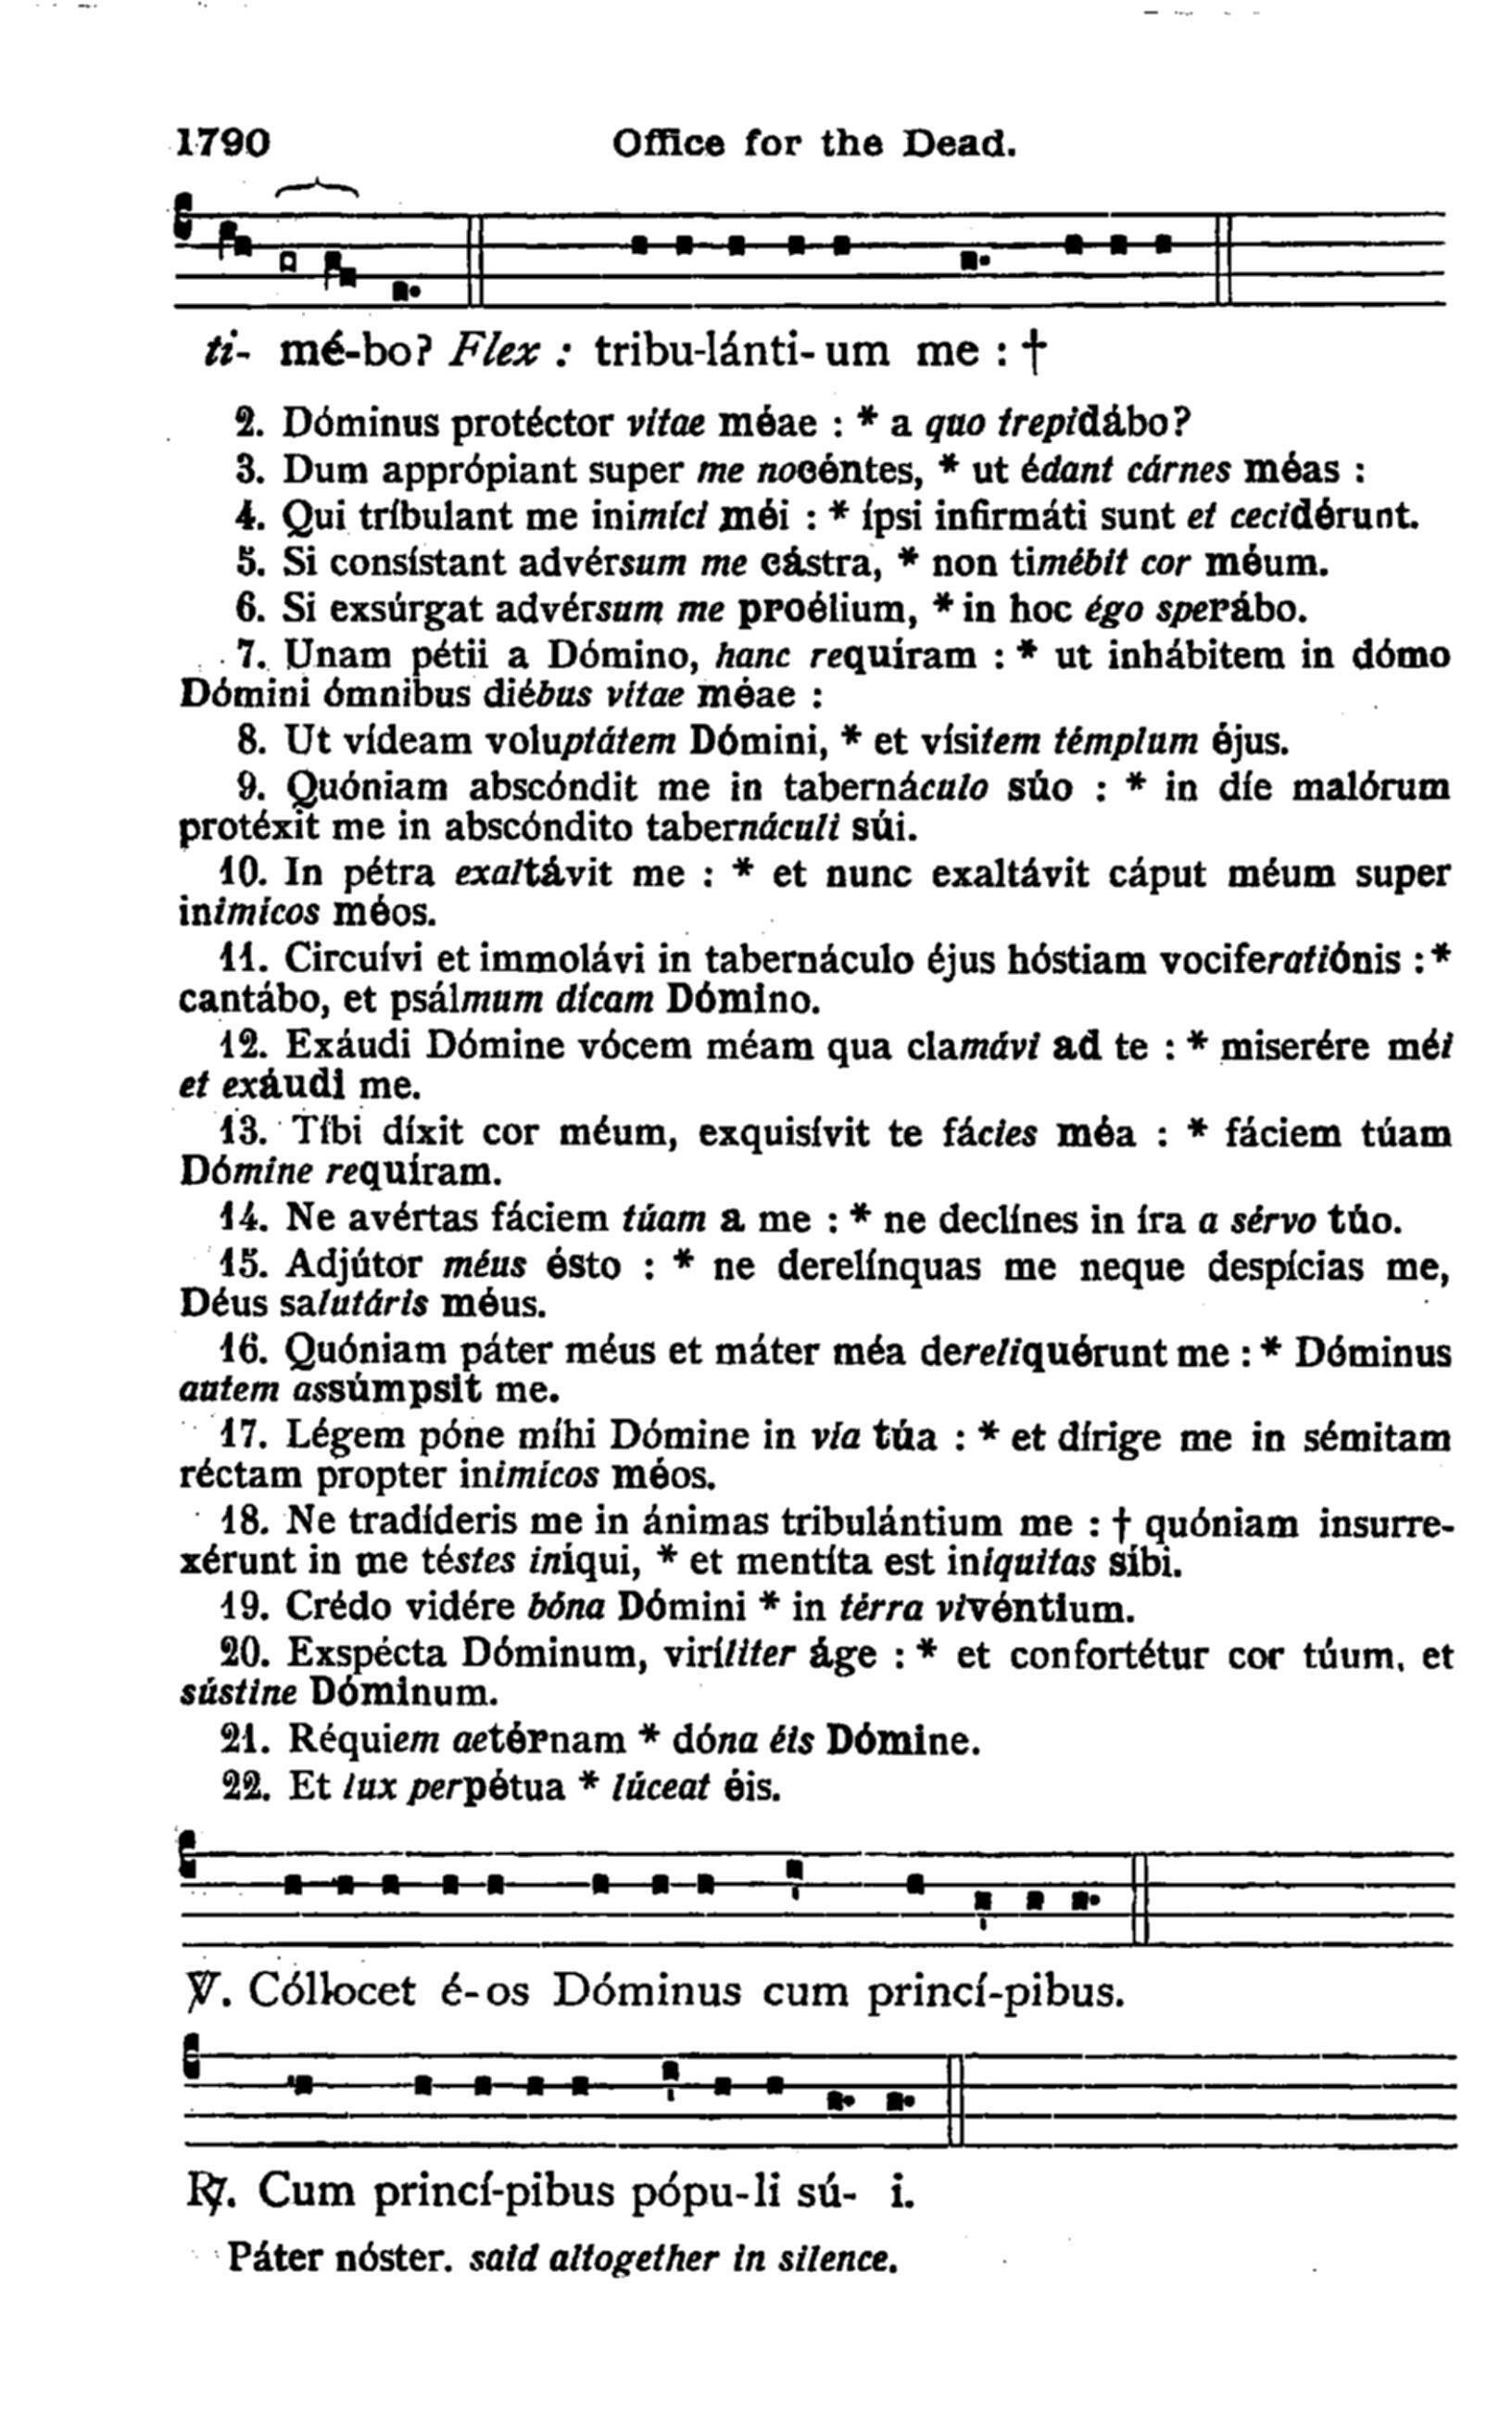 1790 Office for the Dead.
ti- mé-bo? Flex : tribu-lánti-um me : †
2. Dóminus protéctor vitae méae : * a quo trepidábo?
3. Dum apprópiant super me nocéntes, * ut édant cárnes méas :
4. Qui tríbulant me inimíci méi : * ípsi infirmáti sunt et cecidérunt.
5. Si consístant advérsum me cástra, * non timébit cor méum.
6. Si exsúrgat advérsum me proélium, * in hoc égo sperábo.
7. Unam pétii a Dómino, hanc requíram : * ut inhábitem in dómo
Dómini ómnibus diébus vítae méae :
8. Ut vídeam voluptátem Dómini, * et vísitem témplum éjus.
9. Quóniam abscóndit me in tabernáculo súo : * in díe malórum
protéxit me in abscóndito tabernáculi súi.
10. In pétra exaltávit me : * et nunc exaltávit cáput méum super
inimícos méos.
11. Circuívi et immolávi in tabernáculo éjus hóstiam vociferatiónis : *
cantábo, et psálmum dícam Dómino.
12. Exáudi Dómine vócem méam qua clamávi ad te : * miserére méi
et exáudi me.
13. Tíbi díxit cor méum, exquisívit te fácies méa : * fáciem túam
Dómine requíram.
14. Ne avértas fáciem túam a me : * ne declínes in íra a sérvo túo.
15. Adjútor méus ésto : * ne derelínquas me neque despícias me,
Déus salutáris méus.
16. Quóniam páter méus et máter méa dereliquérunt me : * Dóminus
autem assúmpsit me.
17. Légem póne míhi Dómine in vía túa : * et dírige me in sémitam
réctam propter inimícos méos.
18. Ne tradíderis me in ánimas tribulántium me : † quóniam insurre-
xérunt in me téstes iníqui, * et mentíta est iníquitas síbi.
19. Crédo vidére bóna Dómini * in térra vivéntium.
20. Exspécta Dóminum, viríliter áge : * et confortétur cor túum, et
sústine Dóminum.
21. Réquiem aetérnam * dóna éis Dómine.
22. Et lux perpétua * lúceat éis.
℣. Cóllocet é-os Dóminus cum princí-pibus.
℟. Cum princí-pibus pópu-li sú- i.
Páter nóster. said altogether in silence.